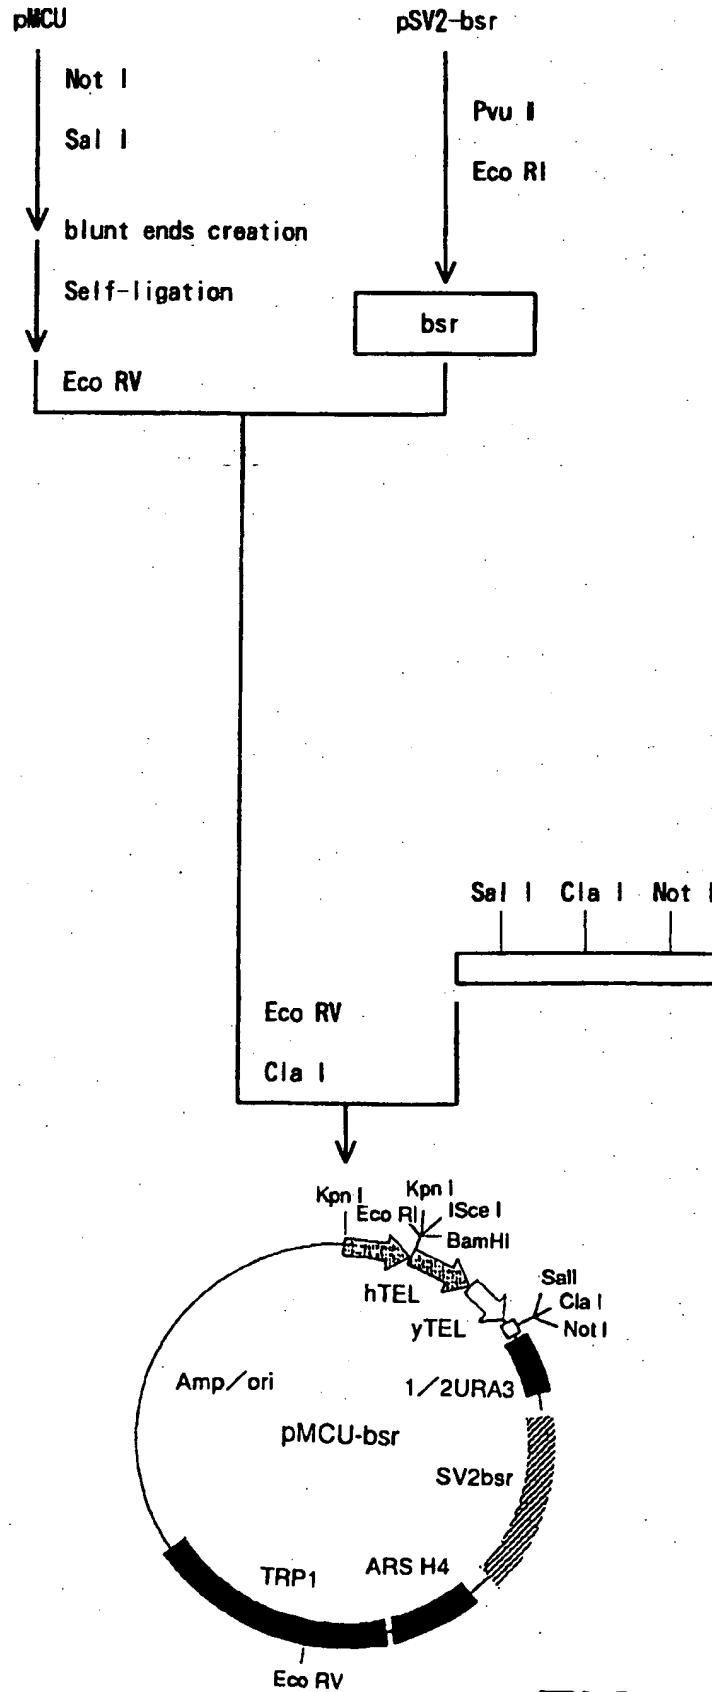 pMCU
pSV2-bsr
Not I
Sal I
Pvu II
Eco RI
blunt ends creation
Self-ligation
bsr
Eco RV
Sal I Cla I Not I
Eco RV
Cla I
Kpn I
Kpn I
Eco RI
ISce I
BamHI
hTEL
SalI
Cla I
yTEL
Not I
Amp/ori
1/2URA3
pMCU-bsr
SV2bsr
TRP1
ARS H4
Eco RV